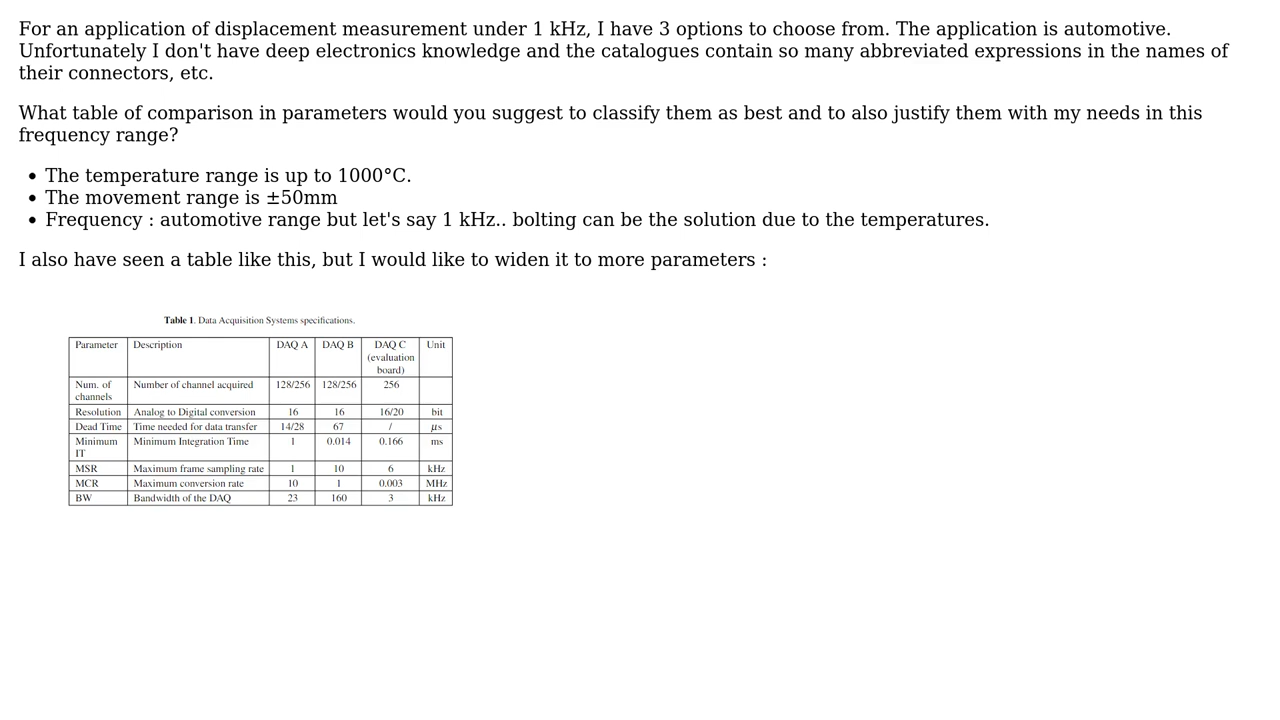 For an application of displacement measurement under 1 kHz, I have 3 options to choose from. The application is automotive.
Unfortunately I don't have deep electronics knowledge and the catalogues contain so many abbreviated expressions in the names of
their connectors, etc.
What table of comparison in parameters would you suggest to classify them as best and to also justify them with my needs in this
frequency range?
• The temperature range is up to 1000°C.
• The movement range is ±50mm
• Frequency : automotive range but let's say 1 kHz.. bolting can be the solution due to the temperatures.
I also have seen a table like this, but I would like to widen it to more parameters :
Table 1. Data Acquisition Systems specifications.
Parameter Description DAQ A DAQ B DAQ C Unit
(evaluation
board)
Num. of Number of channel acquired 128/256 128/256 256
channels
Resolution Analog to Digital conversion 16 16 16/20 bit
Dead Time Time needed for data transfer 14/28 67 / μs
Minimum Minimum Integration Time 1 0.014 0.166 ms
IT
MSR Maximum frame sampling rate 1 10 6 kHz
MCR Maximum conversion rate 10 1 0.003 MHz
BW Bandwidth of the DAQ 23 160 3 kHz